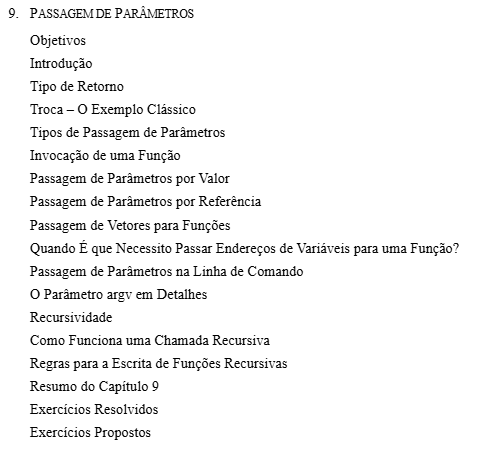 9. PASSAGEM DE PARÂMETROS
Objetivos
Introdução
Tipo de Retorno
Troca – O Exemplo Clássico
Tipos de Passagem de Parâmetros
Invocação de uma Função
Passagem de Parâmetros por Valor
Passagem de Parâmetros por Referência
Passagem de Vetores para Funções
Quando É que Necessito Passar Endereços de Variáveis para uma Função?
Passagem de Parâmetros na Linha de Comando
O Parâmetro argv em Detalhes
Recursividade
Como Funciona uma Chamada Recursiva
Regras para a Escrita de Funções Recursivas
Resumo do Capítulo 9
Exercícios Resolvidos
Exercícios Propostos